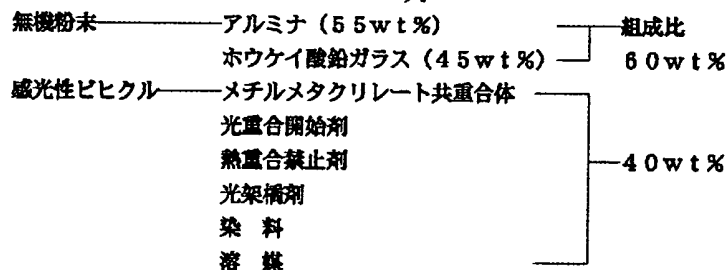 無機粉末――アルミナ（５５ｗｔ％）――組成比
ホウケイ酸鉛ガラス（４５ｗｔ％） ６０ｗｔ％
感光性ビヒクル――メチルメタクリレート共重合体
光重合開始剤
熱重合禁止剤 ４０ｗｔ％
光架橋剤
染　料
溶　媒